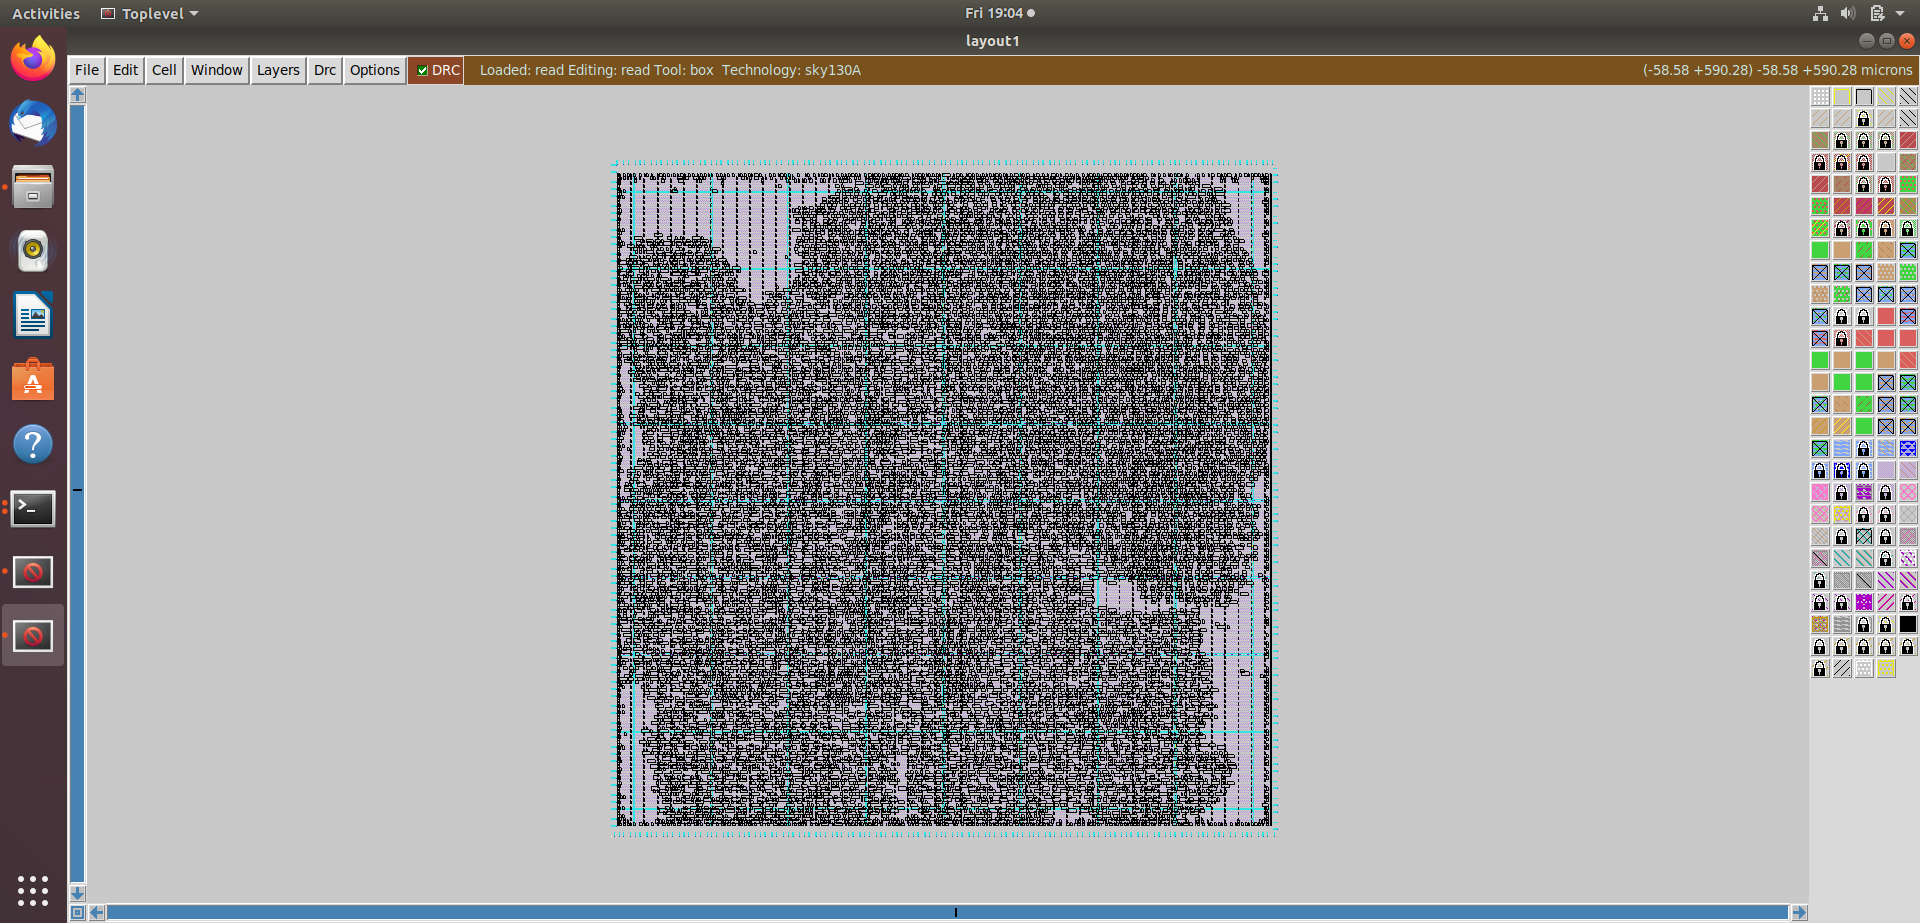 Activities Toplevel Fri 19:04
layout1
File Edit Cell Window Layers Drc Options DRC Loaded: read Editing: read Tool: box Technology: sky130A (-58.58 +590.28) -58.58 +590.28 microns